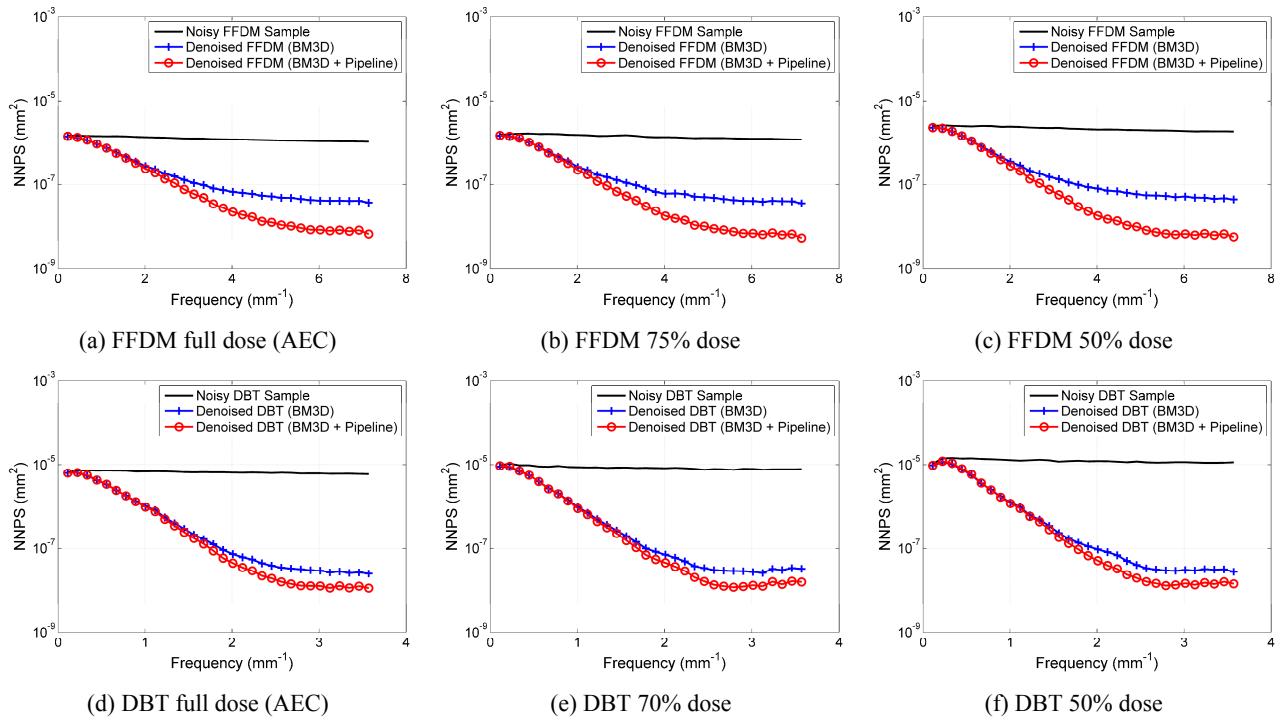 10^-3
10^-5
10^-7
10^-9
NNPS (mm^2)
Noisy FFDM Sample
Denoised FFDM (BM3D)
Denoised FFDM (BM3D + Pipeline)
0 2 4 6 8
Frequency (mm^-1)
(a) FFDM full dose (AEC)
10^-3
10^-5
10^-7
10^-9
NNPS (mm^2)
Noisy FFDM Sample
Denoised FFDM (BM3D)
Denoised FFDM (BM3D + Pipeline)
0 2 4 6 8
Frequency (mm^-1)
(b) FFDM 75% dose
10^-3
10^-5
10^-7
10^-9
NNPS (mm^2)
Noisy FFDM Sample
Denoised FFDM (BM3D)
Denoised FFDM (BM3D + Pipeline)
0 2 4 6 8
Frequency (mm^-1)
(c) FFDM 50% dose
10^-3
10^-5
10^-7
10^-9
NNPS (mm^2)
Noisy DBT Sample
Denoised DBT (BM3D)
Denoised DBT (BM3D + Pipeline)
0 1 2 3 4
Frequency (mm^-1)
(d) DBT full dose (AEC)
10^-3
10^-5
10^-7
10^-9
NNPS (mm^2)
Noisy DBT Sample
Denoised DBT (BM3D)
Denoised DBT (BM3D + Pipeline)
0 1 2 3 4
Frequency (mm^-1)
(e) DBT 70% dose
10^-3
10^-5
10^-7
10^-9
NNPS (mm^2)
Noisy DBT Sample
Denoised DBT (BM3D)
Denoised DBT (BM3D + Pipeline)
0 1 2 3 4
Frequency (mm^-1)
(f) DBT 50% dose